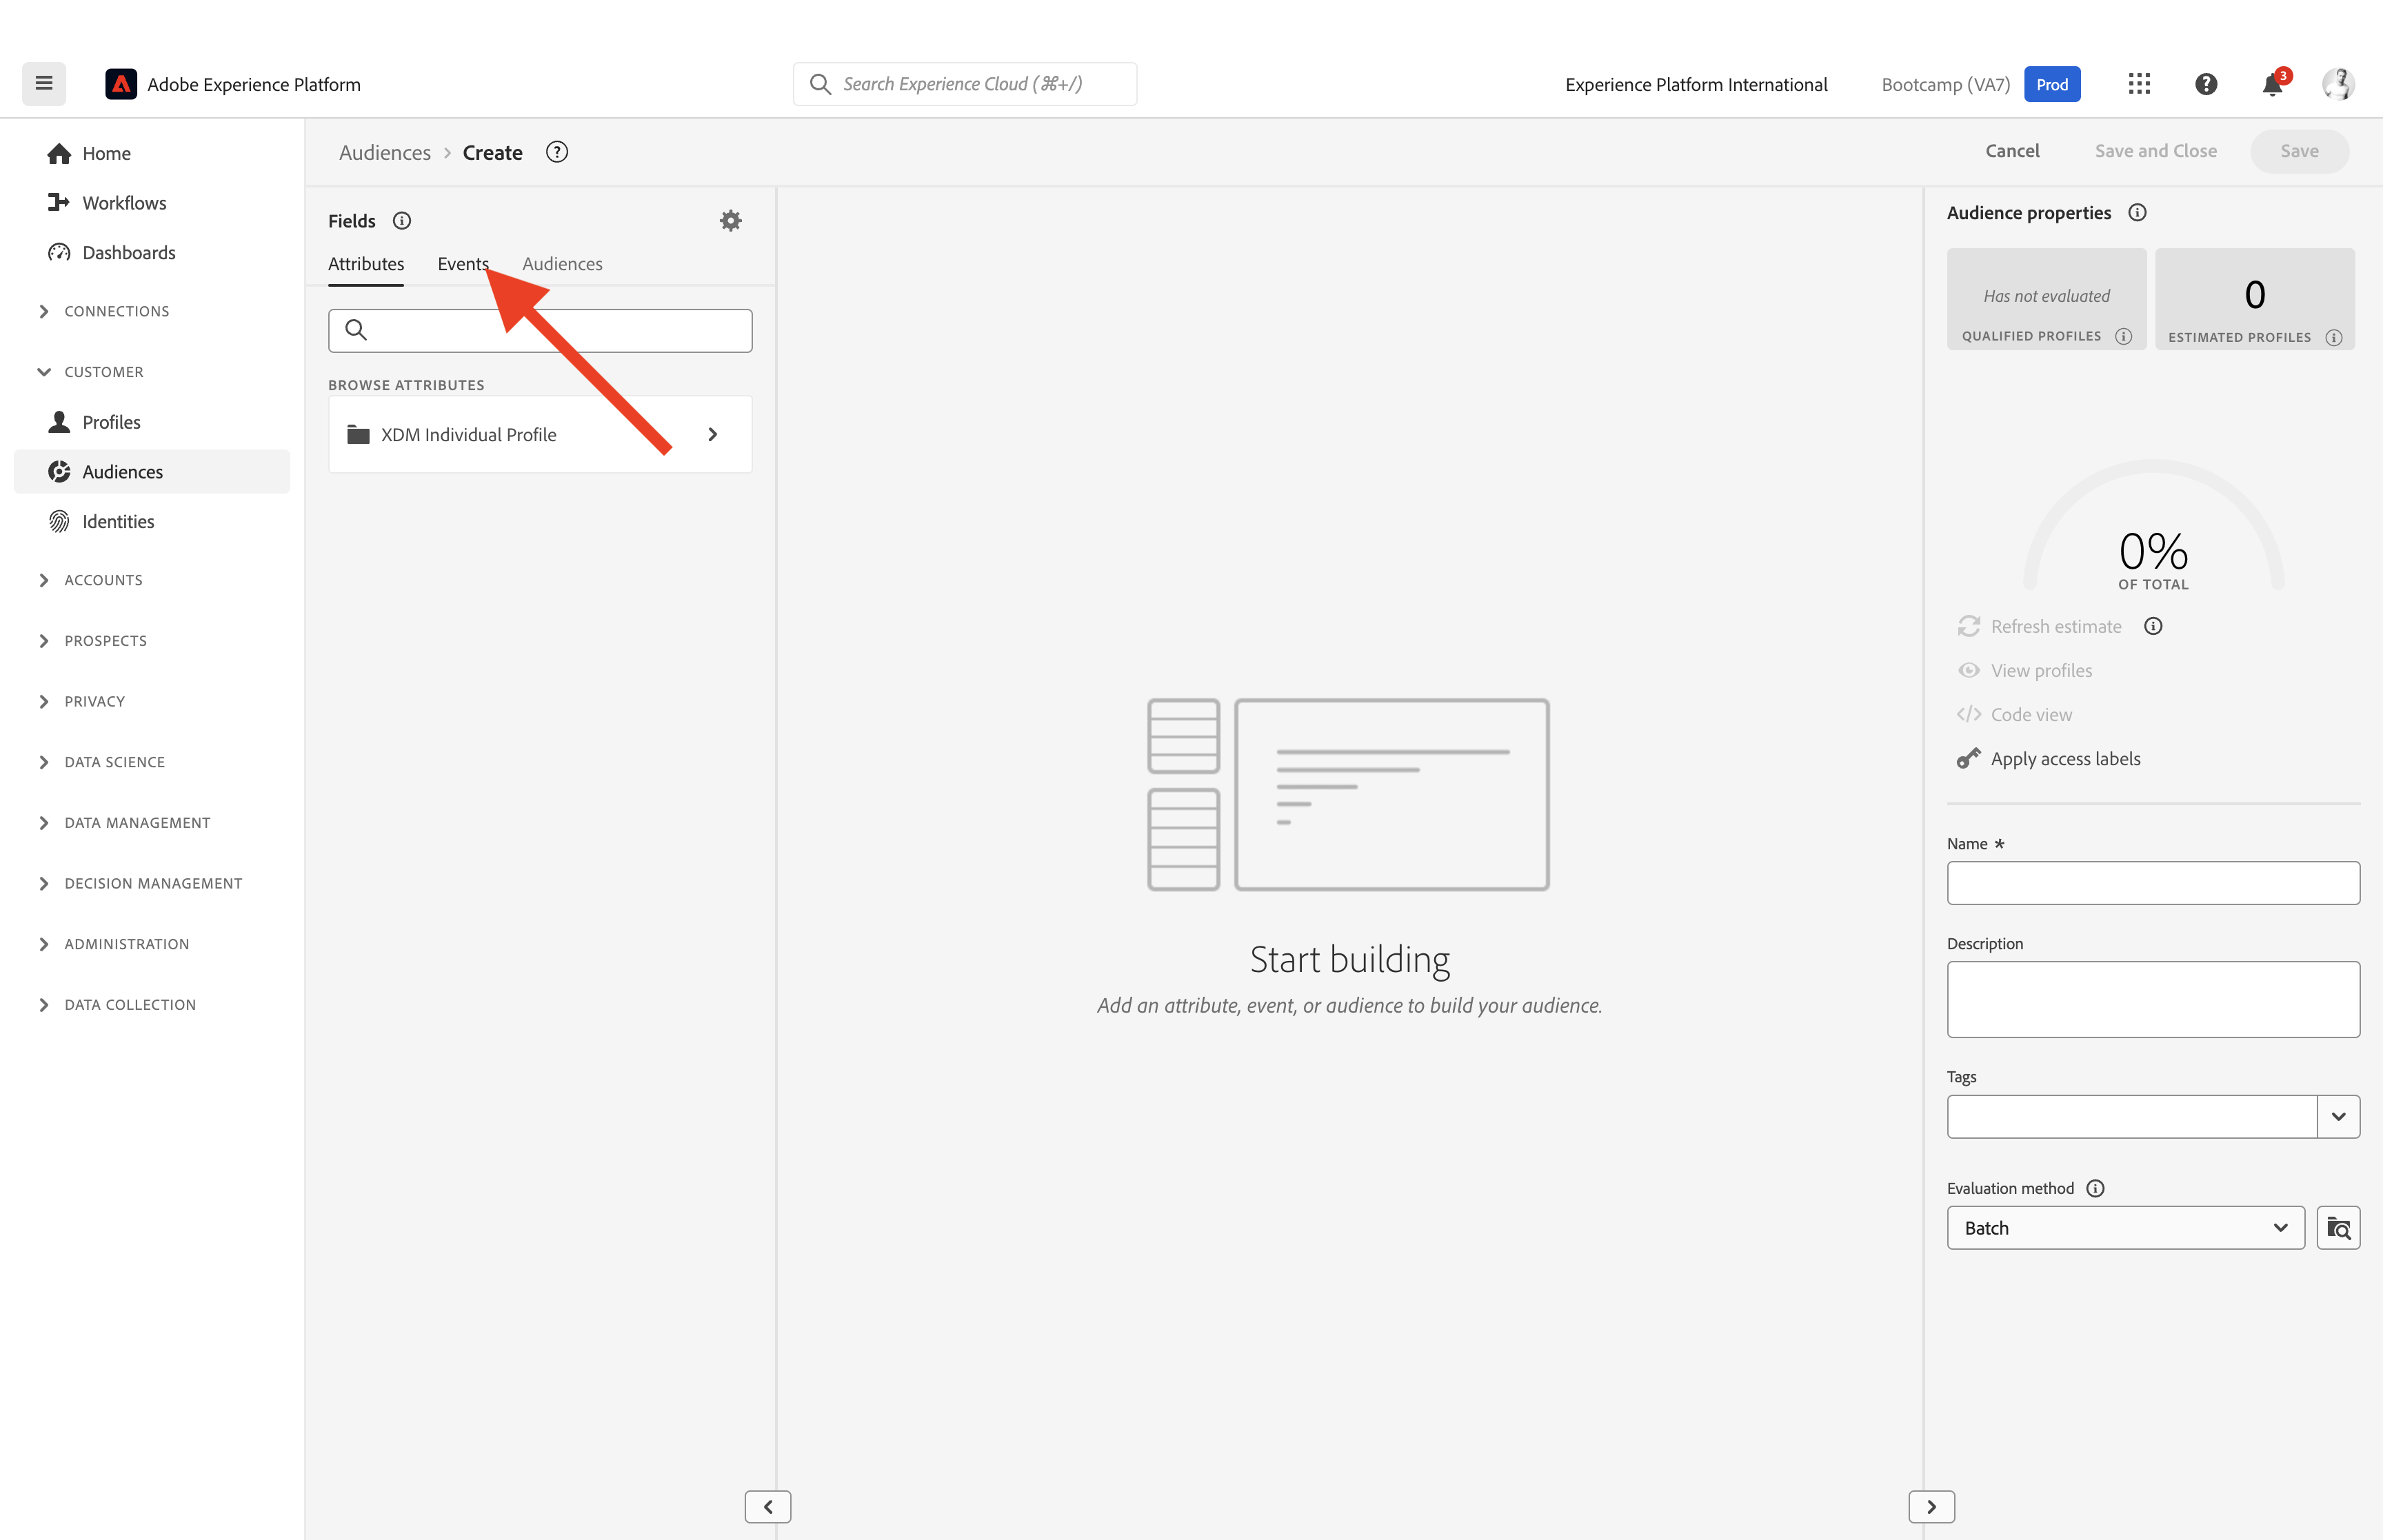 Adobe Experience Platform
Search Experience Cloud (⌘+/)
Experience Platform International
Bootcamp (VA7)
Prod
3
Home
Workflows
Dashboards
CONNECTIONS
CUSTOMER
Profiles
Audiences
Identities
ACCOUNTS
PROSPECTS
PRIVACY
DATA SCIENCE
DATA MANAGEMENT
DECISION MANAGEMENT
ADMINISTRATION
DATA COLLECTION
Audiences > Create
Cancel
Save and Close
Save
Fields
Attributes
Events
Audiences
BROWSE ATTRIBUTES
XDM Individual Profile
Start building
Add an attribute, event, or audience to build your audience.
Audience properties
Has not evaluated
QUALIFIED PROFILES
0
ESTIMATED PROFILES
0%
OF TOTAL
Refresh estimate
View profiles
Code view
Apply access labels
Name *
Description
Tags
Evaluation method
Batch